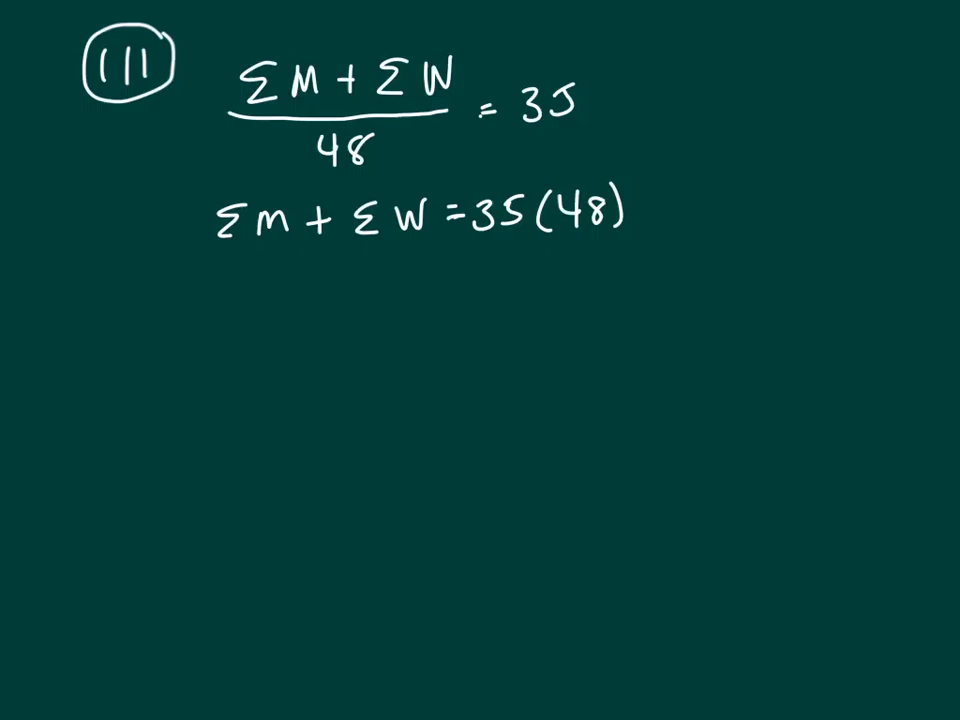 111
ΣM + ΣW
= 35
48
Σm + ΣW = 35(48)